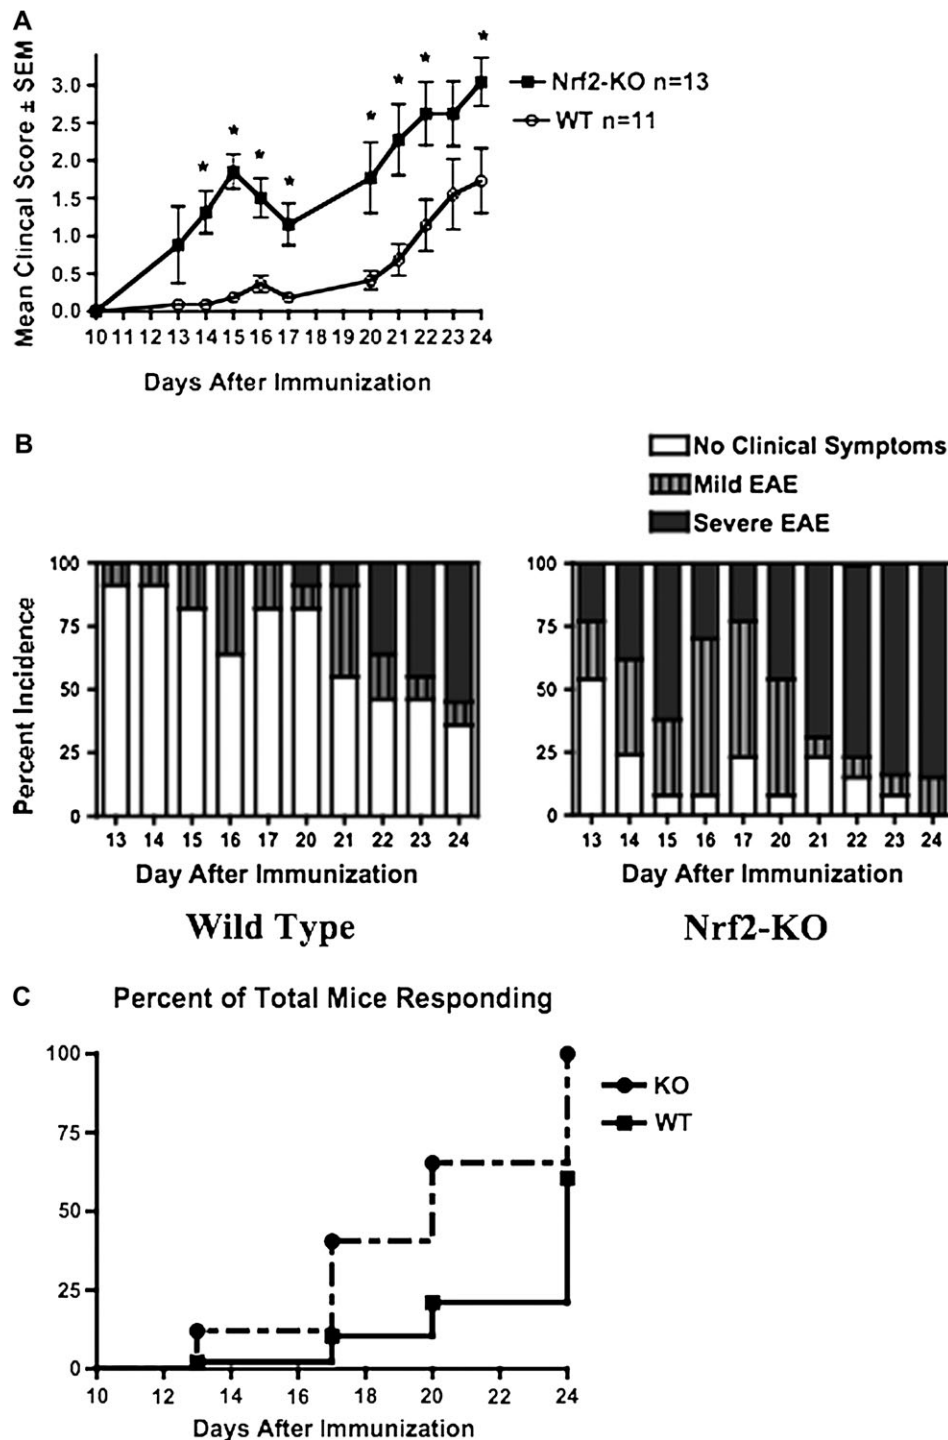 A
Mean Clincal Score ± SEM
3.0
2.5
2.0
1.5
1.0
0.5
0.0
* * * * * * * *
10 11 12 13 14 15 16 17 18 19 20 21 22 23 24
Days After Immunization
Nrf2-KO n=13
WT n=11
B
No Clinical Symptoms
Mild EAE
Severe EAE
Percent Incidence
100
75
50
25
0
13 14 15 16 17 20 21 22 23 24
Day After Immunization
Wild Type
100
75
50
25
0
13 14 15 16 17 20 21 22 23 24
Day After Immunization
Nrf2-KO
C
Percent of Total Mice Responding
100
75
50
25
0
10 12 14 16 18 20 22 24
Days After Immunization
KO
WT